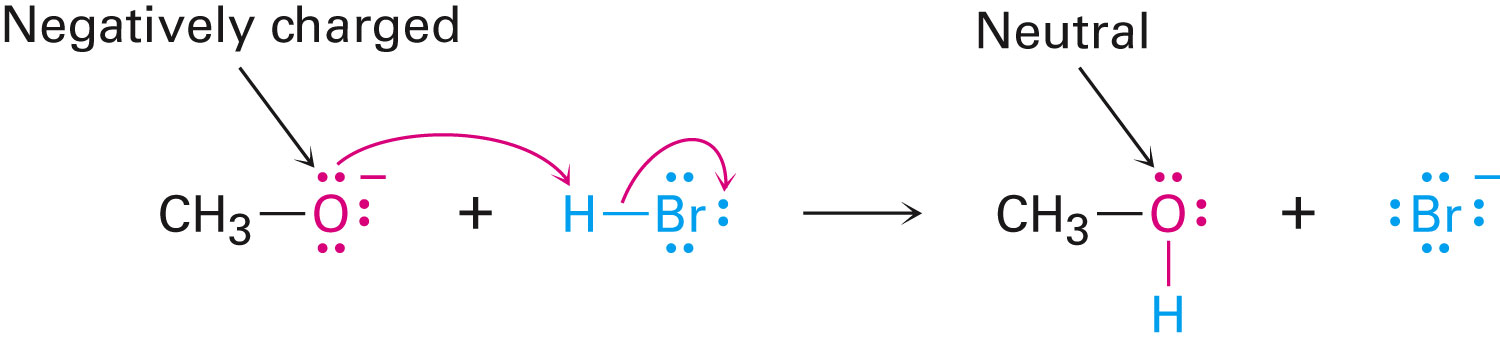 Negatively charged Neutral
CH₃—O:⁻ + H—Br: ⟶ CH₃—O: + :Br:⁻
H